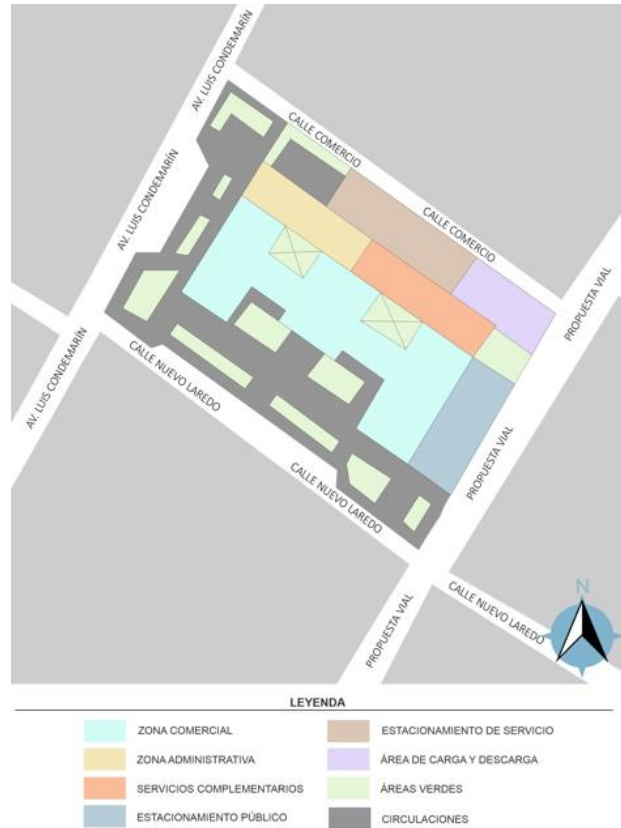 AV. LUIS CONDEMARÍN
CALLE COMERCIO
AV. LUIS CONDEMARÍN
CALLE COMERCIO
PROPUESTA VIAL
AV. LUIS CONDEMARÍN
CALLE NUEVO LAREDO
PROPUESTA VIAL
CALLE NUEVO LAREDO
CALLE NUEVO LAREDO
PROPUESTA VIAL
N
LEYENDA
ZONA COMERCIAL
ZONA ADMINISTRATIVA
SERVICIOS COMPLEMENTARIOS
ESTACIONAMIENTO PÚBLICO
ESTACIONAMIENTO DE SERVICIO
ÁREA DE CARGA Y DESCARGA
ÁREAS VERDES
CIRCULACIONES